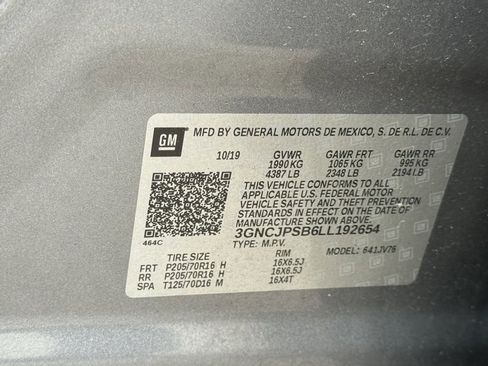 GM
MFD BY GENERAL MOTORS DE MEXICO, S. DE R.L. DE C.V.
10/19 GVWR GAWR FRT GAWR RR
1990 KG 1065 KG 995 KG
4387 LB 2348 LB 2194 LB
THIS VEHICLE CONFORMS TO ALL
APPLICABLE U.S. FEDERAL MOTOR
VEHICLE SAFETY, BUMPER, AND THEFT
PREVENTION STANDARDS IN EFFECT
ON THE DATE OF
MANUFACTURE SHOWN ABOVE.
3GNCJPSB6LL192654
464C TYPE: M.P.V. MODEL: 641JV76
TIRE SIZE RIM
FRT P205/70R16 H 16X6.5J
RR P205/70R16 H 16X6.5J
SPA T125/70D16 M 16X4T